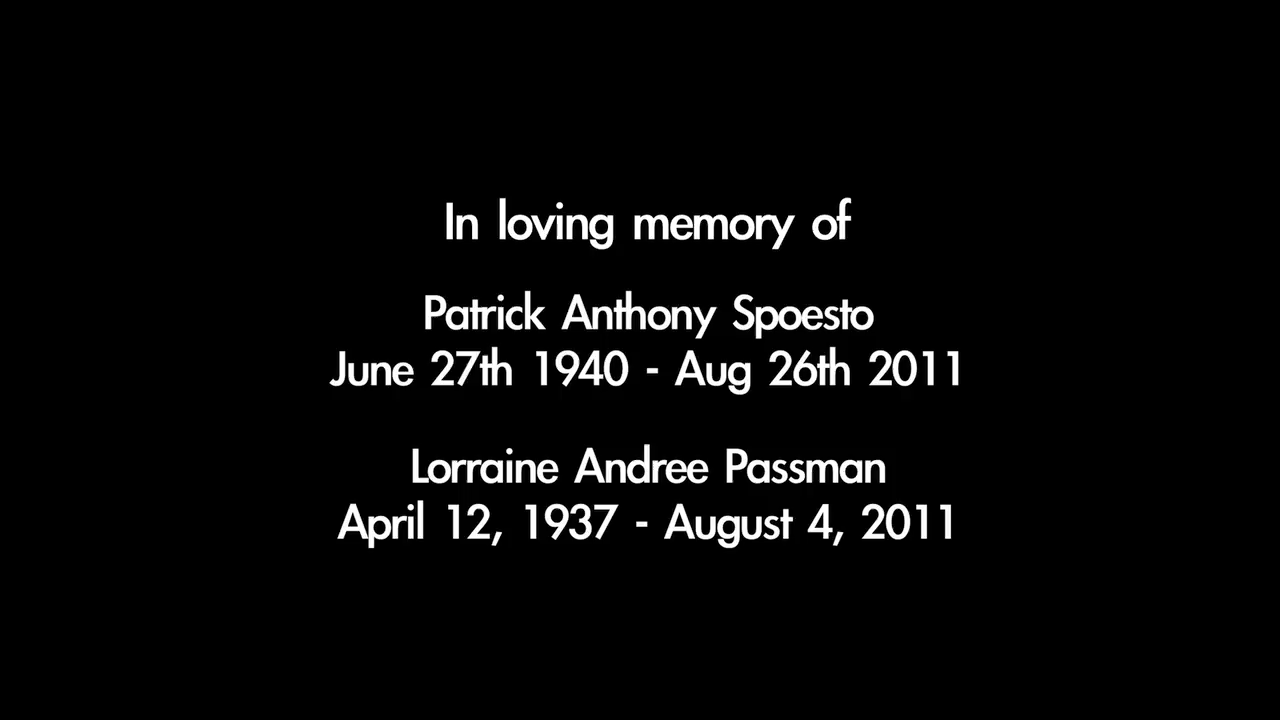 In loving memory of
Patrick Anthony Spoesto
June 27th 1940 - Aug 26th 2011
Lorraine Andree Passman
April 12, 1937 - August 4, 2011